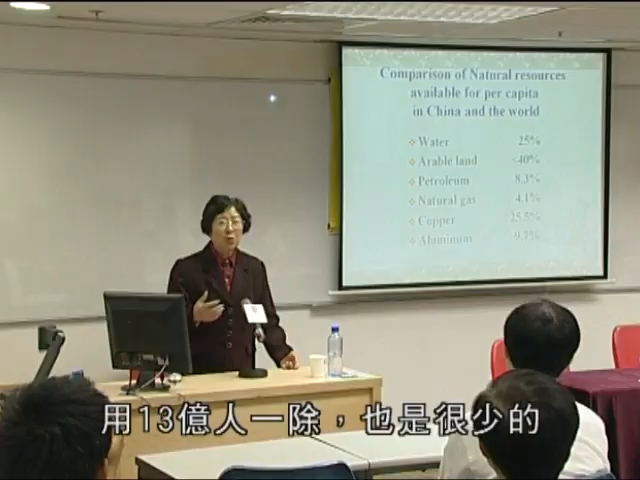 Comparison of Natural resources
available for per capita
in China and the world
Water 25%
Arable land <40%
Petroleum 8.3%
Natural gas 4.1%
Copper 25.5%
Aluminum 9.7%
用13億人一除，也是很少的